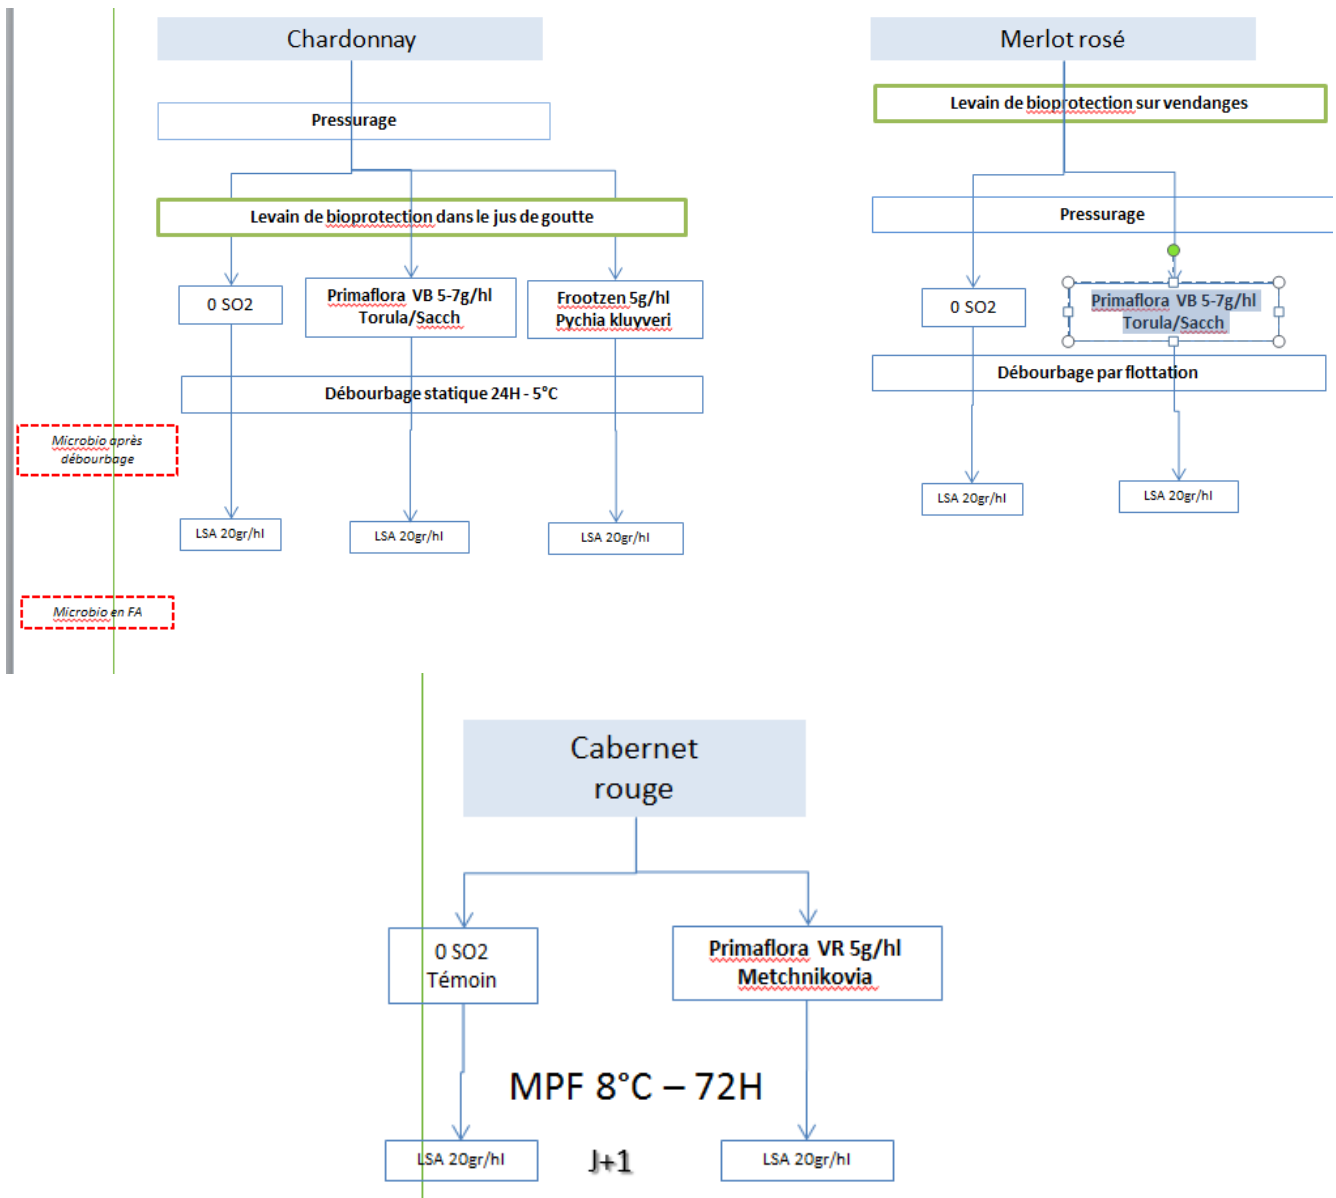 Chardonnay
Pressurage
Levain de bioprotection dans le jus de goutte
0 SO2
Primaflora VB 5-7g/hl
Torula/Sacch
Frootzen 5g/hl
Pychia kluyveri
Débourbage statique 24H - 5°C
Microbio après
débourbage
LSA 20gr/hl
LSA 20gr/hl
LSA 20gr/hl
Microbio en FA
Merlot rosé
Levain de bioprotection sur vendanges
Pressurage
0 SO2
Primaflora VB 5-7g/hl
Torula/Sacch
Débourbage par flottation
LSA 20gr/hl
LSA 20gr/hl
Cabernet
rouge
0 SO2
Témoin
Primaflora VR 5g/hl
Metchnikovia
MPF 8°C – 72H
LSA 20gr/hl
J+1
LSA 20gr/hl